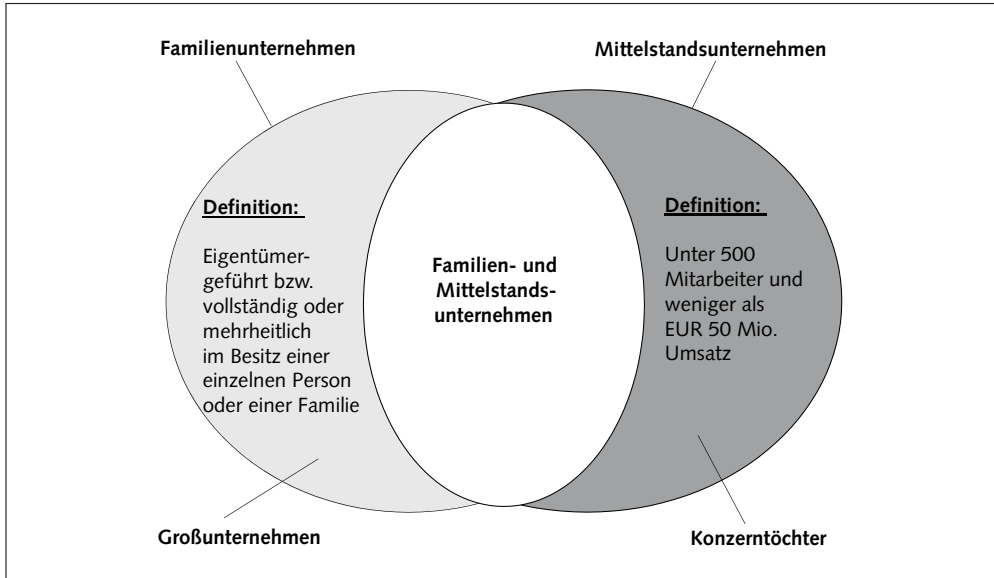 Familienunternehmen
Mittelstandsunternehmen
Definition:
Eigentümer-
geführt bzw.
vollständig oder
mehrheitlich
im Besitz einer
einzelnen Person
oder einer Familie
Familien- und
Mittelstands-
unternehmen
Definition:
Unter 500
Mitarbeiter und
weniger als
EUR 50 Mio.
Umsatz
Großunternehmen
Konzerntöchter